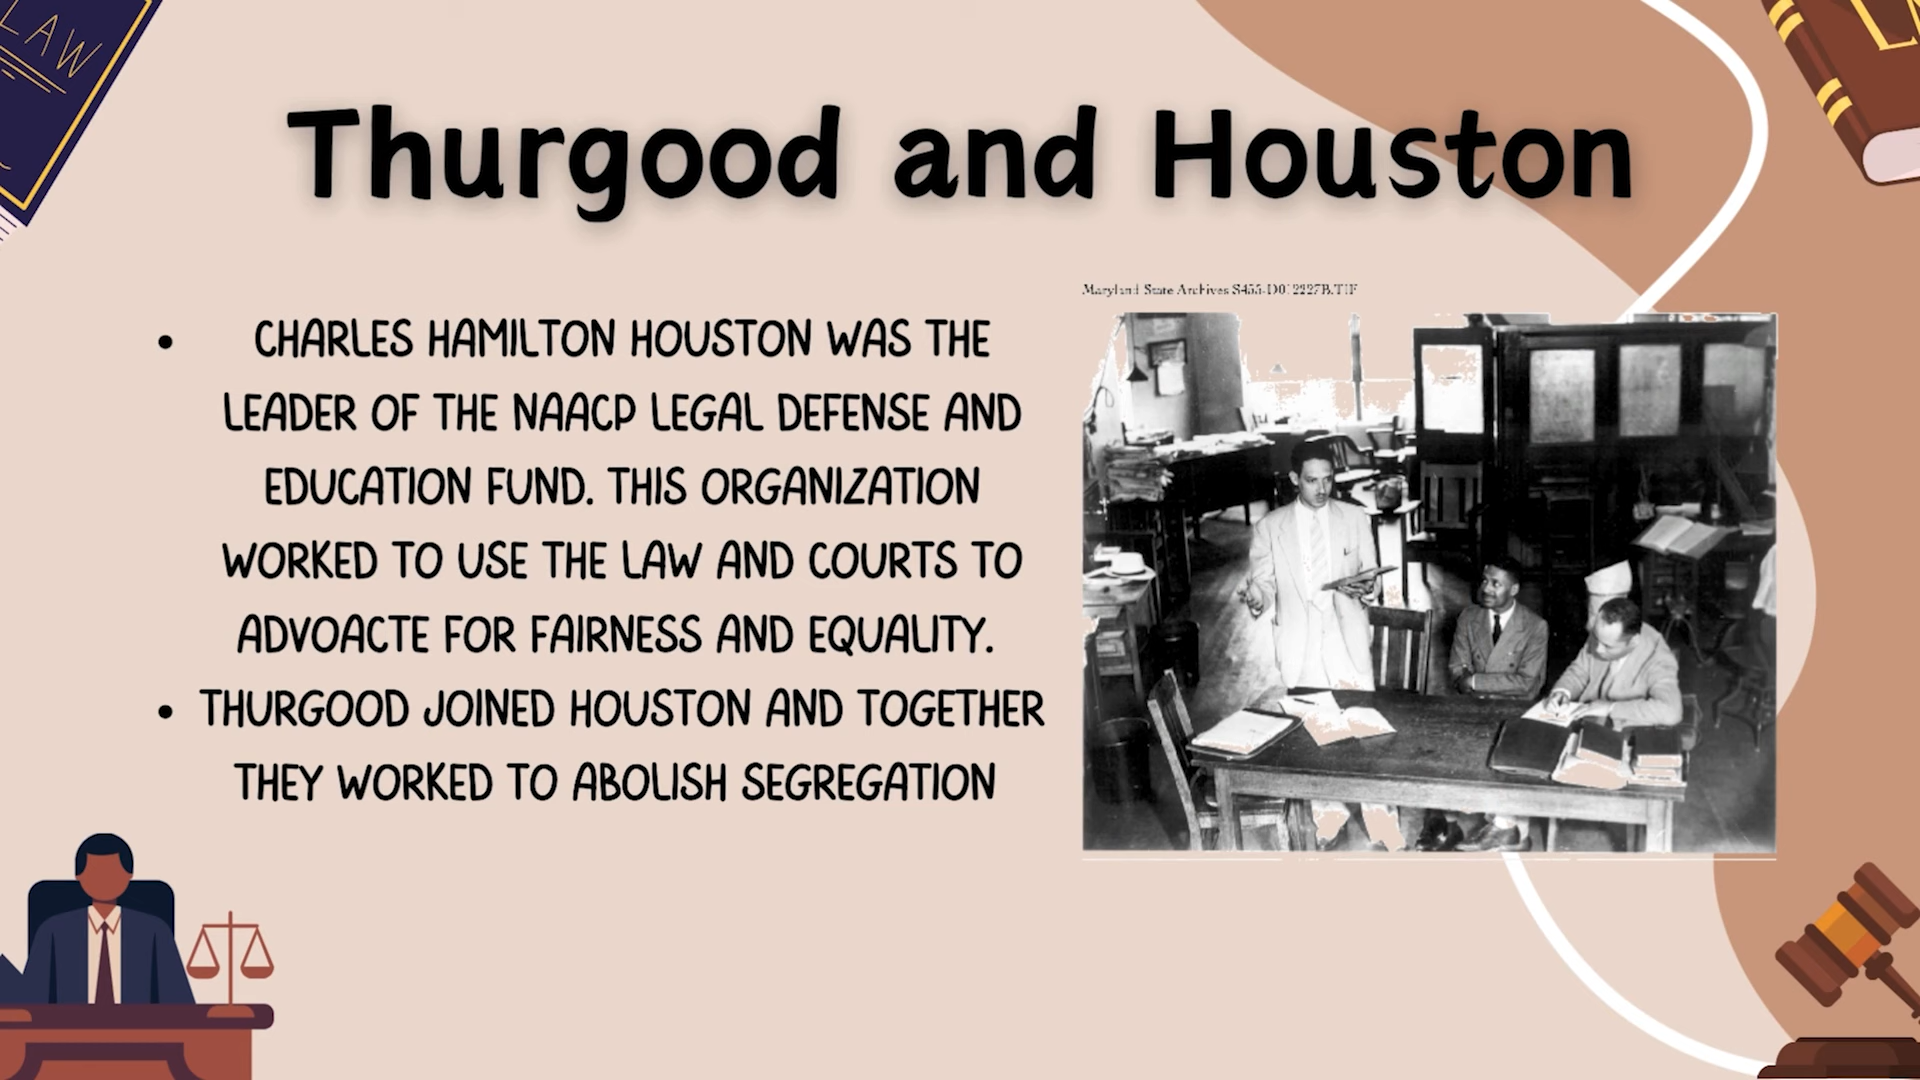 LAW
Thurgood and Houston
Maryland State Archives S455-D012227B.TIF
• CHARLES HAMILTON HOUSTON WAS THE
LEADER OF THE NAACP LEGAL DEFENSE AND
EDUCATION FUND. THIS ORGANIZATION
WORKED TO USE THE LAW AND COURTS TO
ADVOACTE FOR FAIRNESS AND EQUALITY.
• THURGOOD JOINED HOUSTON AND TOGETHER
THEY WORKED TO ABOLISH SEGREGATION